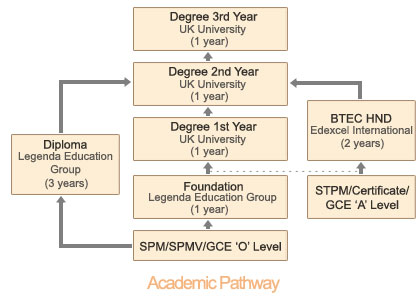 Degree 3rd Year
UK University
(1 year)
Degree 2nd Year
UK University
(1 year)
Degree 1st Year
UK University
(1 year)
BTEC HND
Edexcel International
(2 years)
Diploma
Legenda Education
Group
(3 years)
Foundation
Legenda Education Group
(1 year)
STPM/Certificate/
GCE 'A' Level
SPM/SPMV/GCE 'O' Level
Academic Pathway